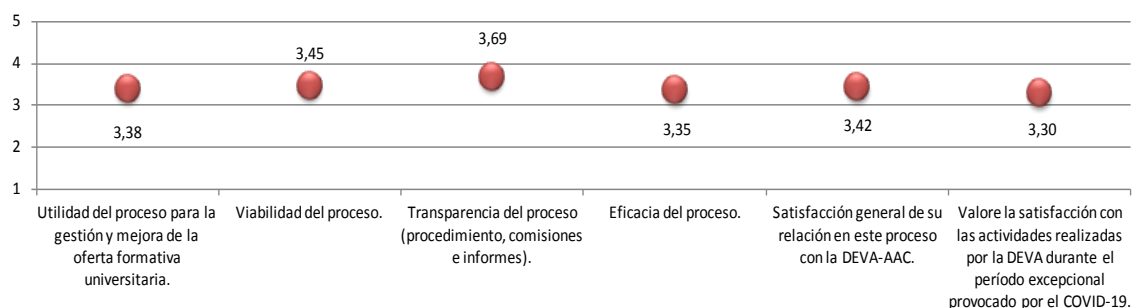 5
4
3
2
1
3,38
3,45
3,69
3,35
3,42
3,30
Utilidad del proceso para la
gestión y mejora de la
oferta formativa
universitaria.
Viabilidad del proceso.
Transparencia del proceso
(procedimiento, comisiones
e informes).
Eficacia del proceso.
Satisfacción general de su
relación en este proceso
con la DEVA-AAC.
Valore la satisfacción con
las actividades realizadas
por la DEVA durante el
período excepcional
provocado por el COVID-19.